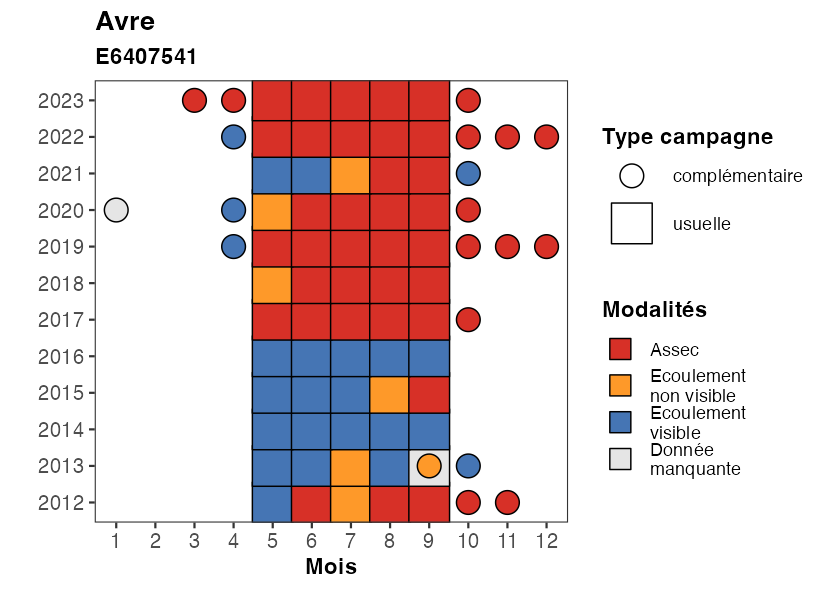 Avre
E6407541
2023
2022
2021
2020
2019
2018
2017
2016
2015
2014
2013
2012
1 2 3 4 5 6 7 8 9 10 11 12
Mois
Type campagne
complémentaire
usuelle
Modalités
Assec
Ecoulement
non visible
Ecoulement
visible
Donnée
manquante